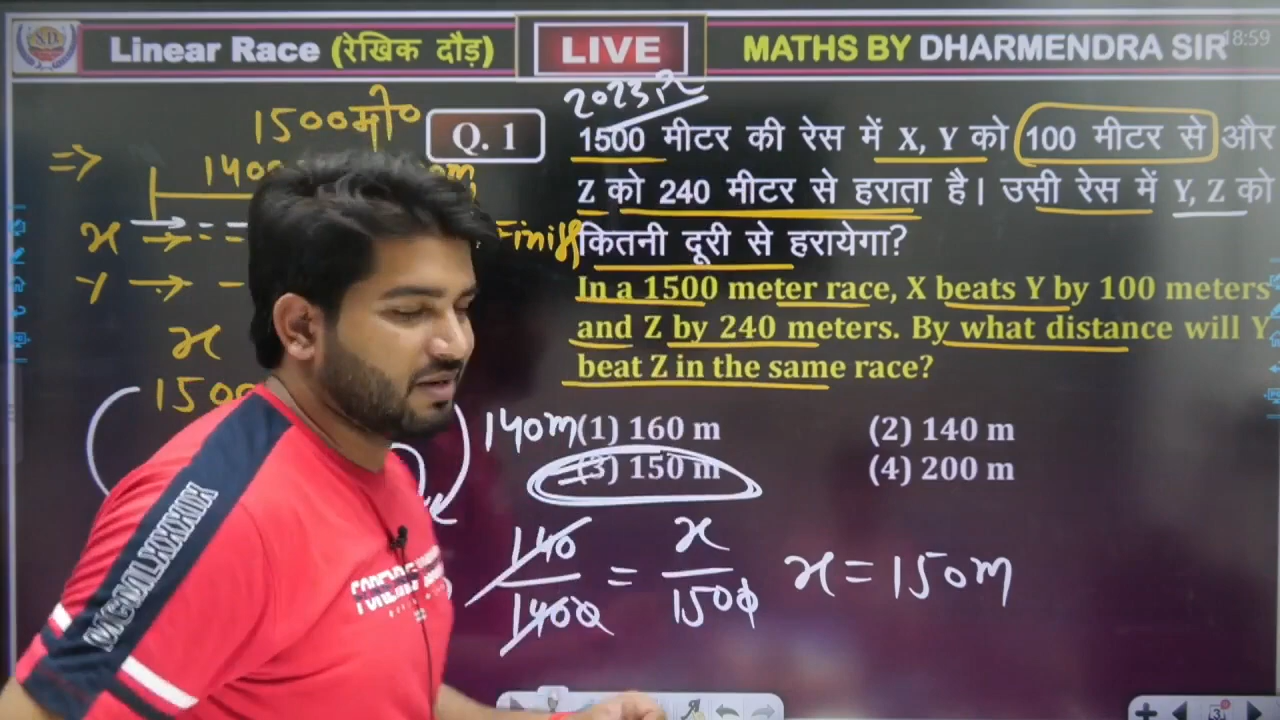 Linear Race (रेखिक दौड़)
LIVE
MATHS BY DHARMENDRA SIR
18:59
2023
1500मी०
Q. 1
1500 मीटर की रेस में X, Y को 100 मीटर से और
Z को 240 मीटर से हराता है। उसी रेस में Y, Z को
कितनी दूरी से हरायेगा?
In a 1500 meter race, X beats Y by 100 meters
and Z by 240 meters. By what distance will Y
beat Z in the same race?
=> 1400
x → = =
Finish
Y → -
x
1500
140m
(1) 160 m (2) 140 m
(3) 150 m (4) 200 m
140/1400 = x/1500 x = 150m